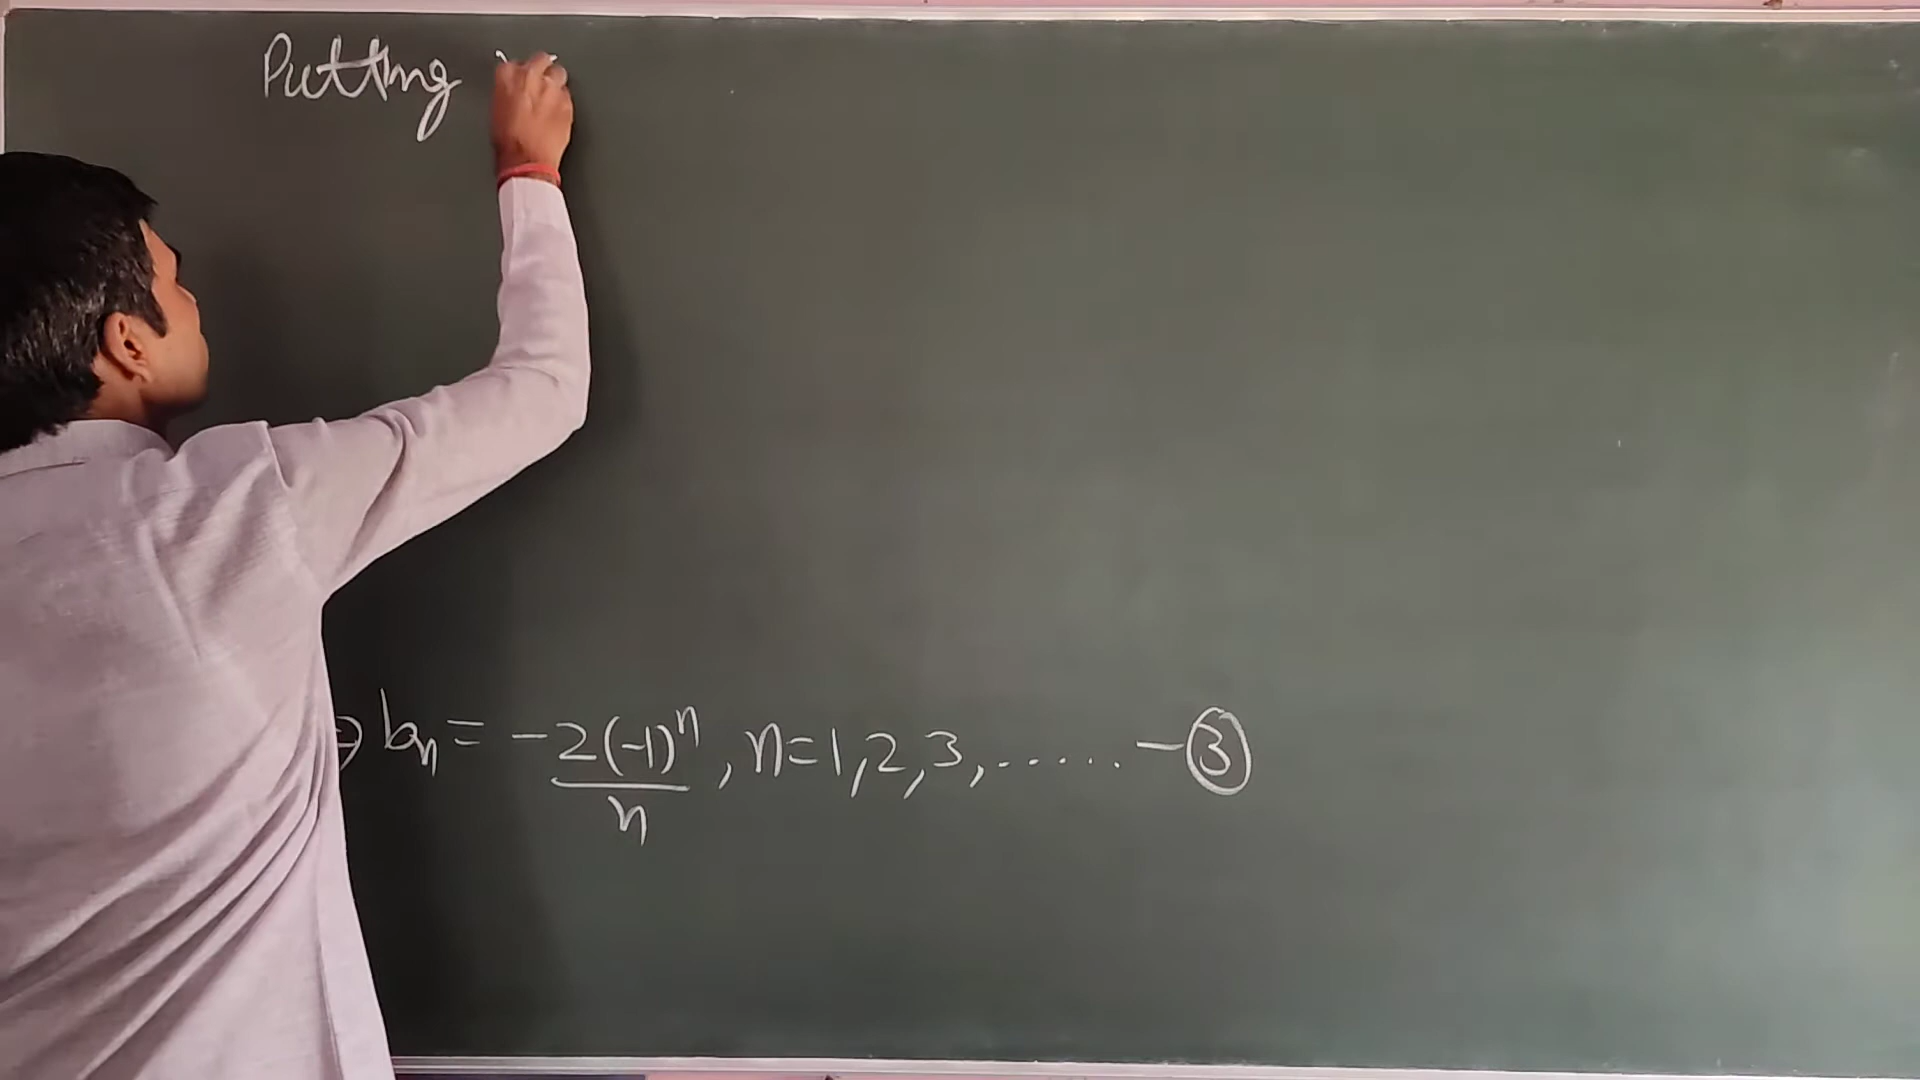 Putting
⇒ bₙ = -2(-1)ⁿ/n, n=1,2,3,...... -③